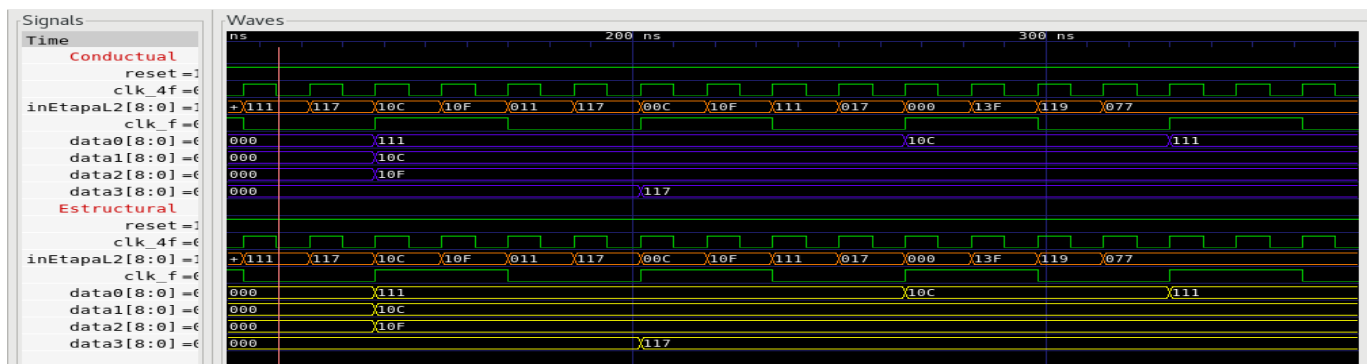 Signals Waves
Time ns 200 ns 300 ns
Conductual
reset =1
clk_4f =0
inEtapaL2[8:0] =1 + 111 117 10C 10F 011 117 00C 10F 111 017 000 13F 119 077
clk_f =0
data0[8:0] =0 000 111 10C 111
data1[8:0] =0 000 10C
data2[8:0] =0 000 10F
data3[8:0] =0 000 117
Estructural
reset =1
clk_4f =0
inEtapaL2[8:0] =1 + 111 117 10C 10F 011 117 00C 10F 111 017 000 13F 119 077
clk_f =0
data0[8:0] =0 000 111 10C 111
data1[8:0] =0 000 10C
data2[8:0] =0 000 10F
data3[8:0] =0 000 117